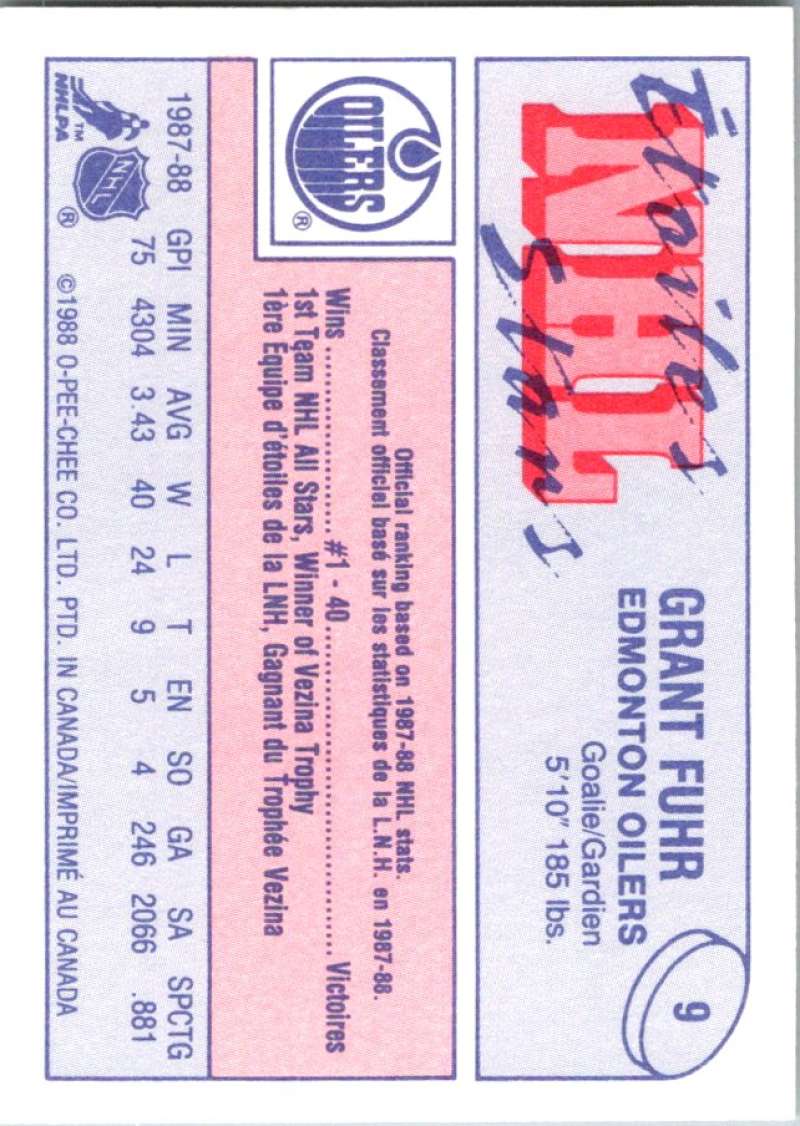 Étoiles
NHL
Stars
GRANT FUHR
EDMONTON OILERS
Goalie/Gardien
5'10" 185 lbs.
9
OILERS
®
Official ranking based on 1987-88 NHL stats.
Classement officiel basé sur les statistiques de la L.N.H. en 1987-88.
Wins .................... #1 - 40 .................................... Victoires
1st Team NHL All Stars, Winner of Vezina Trophy
1ère Équipe d'étoiles de la LNH, Gagnant du Trophée Vezina
1987-88 GPI MIN AVG W L T EN SO GA SA SPCTG
75 4304 3.43 40 24 9 5 4 246 2066 .881
NHLPA
TM
NHL
®
©1988 O-PEE-CHEE CO. LTD. PTD. IN CANADA/IMPRIMÉ AU CANADA